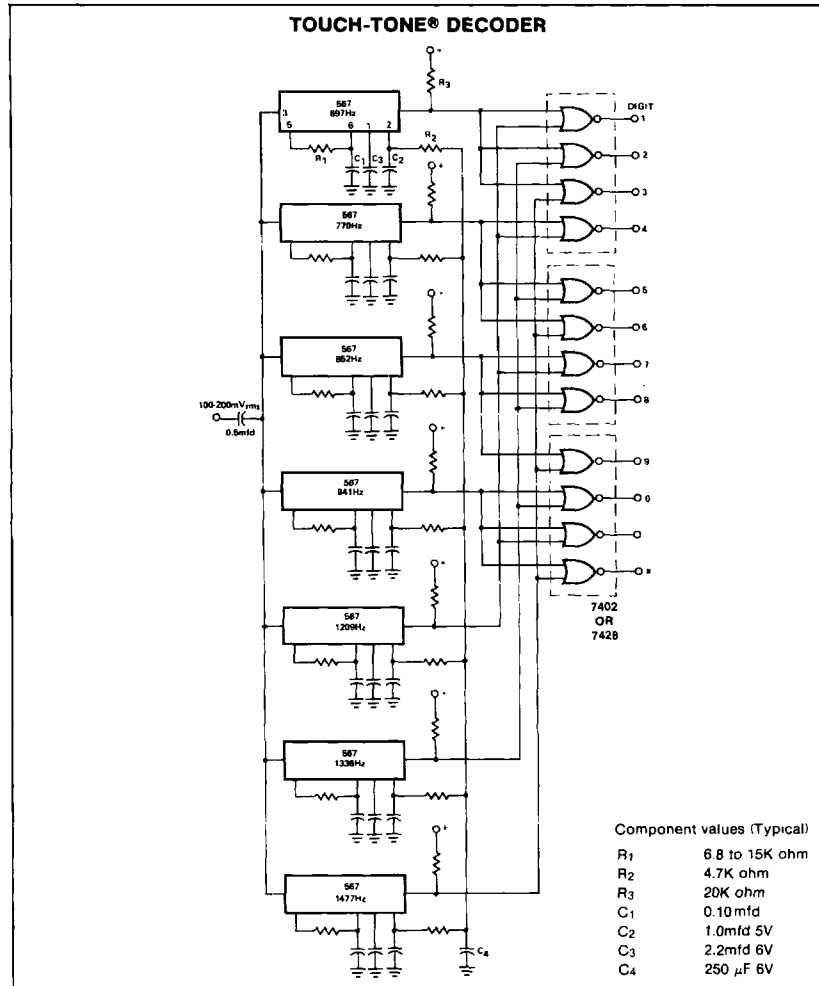 TOUCH-TONE® DECODER
+
R3
567
697Hz
3
5
6
1
2
R1
C1
C3
C2
R2
+
567
770Hz
567
852Hz
100-200mVrms
0.5mfd
+
567
941Hz
+
567
1209Hz
567
1336Hz
+
567
1477Hz
C4
DIGIT
1
2
3
4
5
6
7
8
9
0
#
7402
OR
7428
Component values (Typical)
R1 6.8 to 15K ohm
R2 4.7K ohm
R3 20K ohm
C1 0.10mfd
C2 1.0mfd 5V
C3 2.2mfd 6V
C4 250 µF 6V